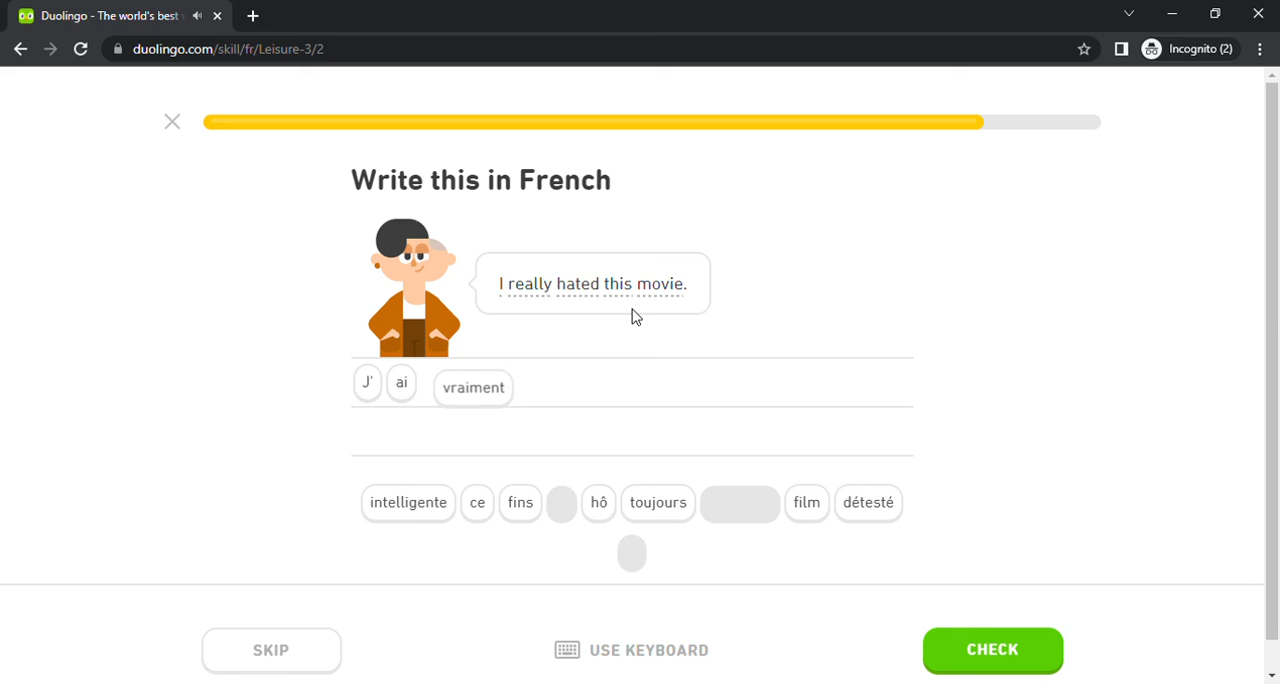 Duolingo - The world's best
duolingo.com/skill/fr/Leisure-3/2
Incognito (2)
Write this in French
I really hated this movie.
J' ai vraiment
intelligente ce fins hô toujours film détesté
SKIP
USE KEYBOARD
CHECK